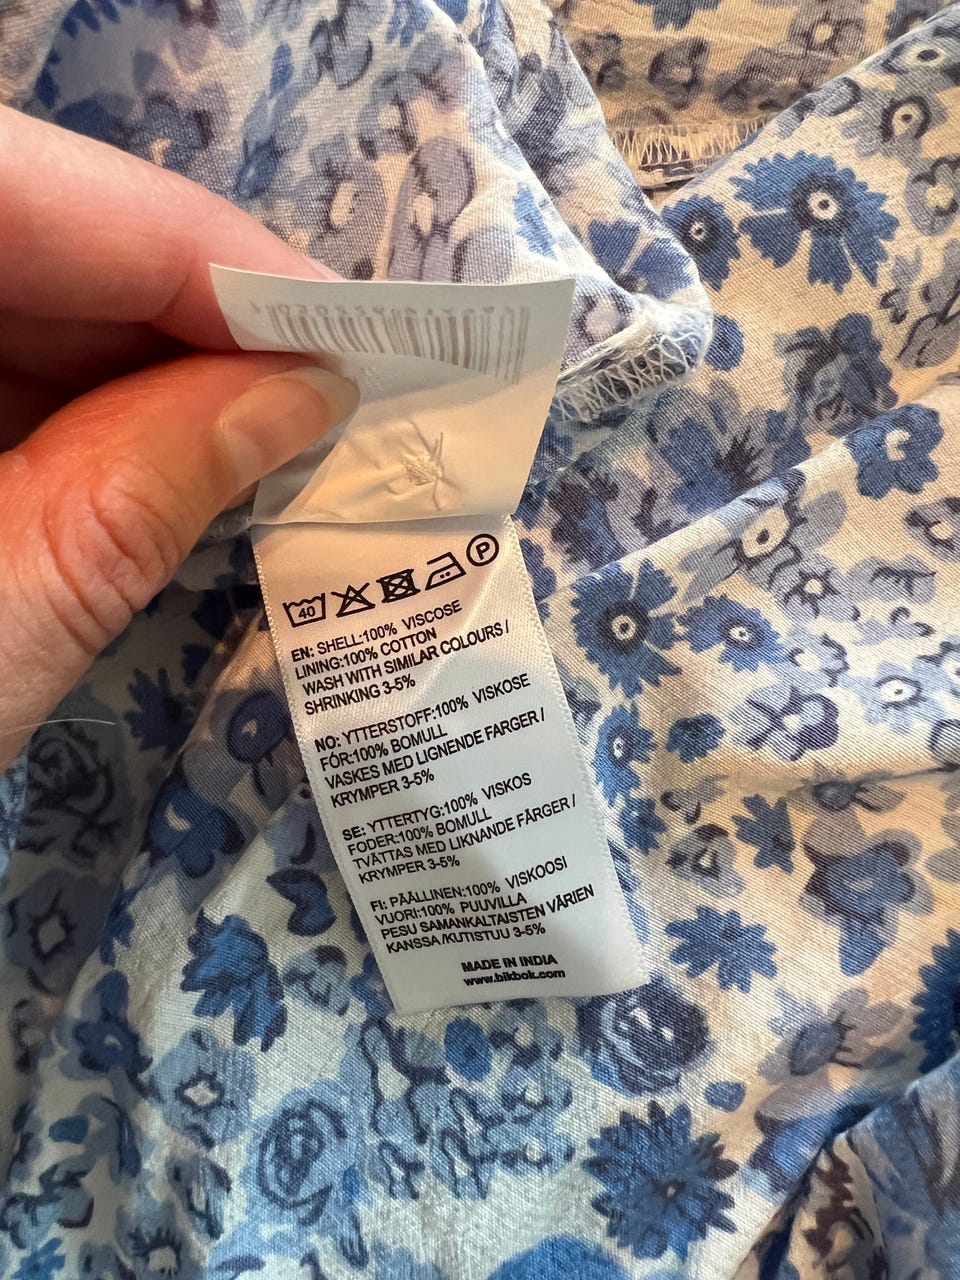 40 P
EN: SHELL:100% VISCOSE
LINING:100% COTTON
WASH WITH SIMILAR COLOURS /
SHRINKING 3-5%
NO: YTTERSTOFF:100% VISKOSE
FÔR:100% BOMULL
VASKES MED LIGNENDE FARGER /
KRYMPER 3-5%
SE: YTTERTYG:100% VISKOS
FODER:100% BOMULL
TVÄTTAS MED LIKNANDE FÄRGER /
KRYMPER 3-5%
FI: PÄÄLLINEN:100% VISKOOSI
VUORI:100% PUUVILLA
PESU SAMANKALTAISTEN VÄRIEN
KANSSA /KUTISTUU 3-5%
MADE IN INDIA
www.bikbok.com